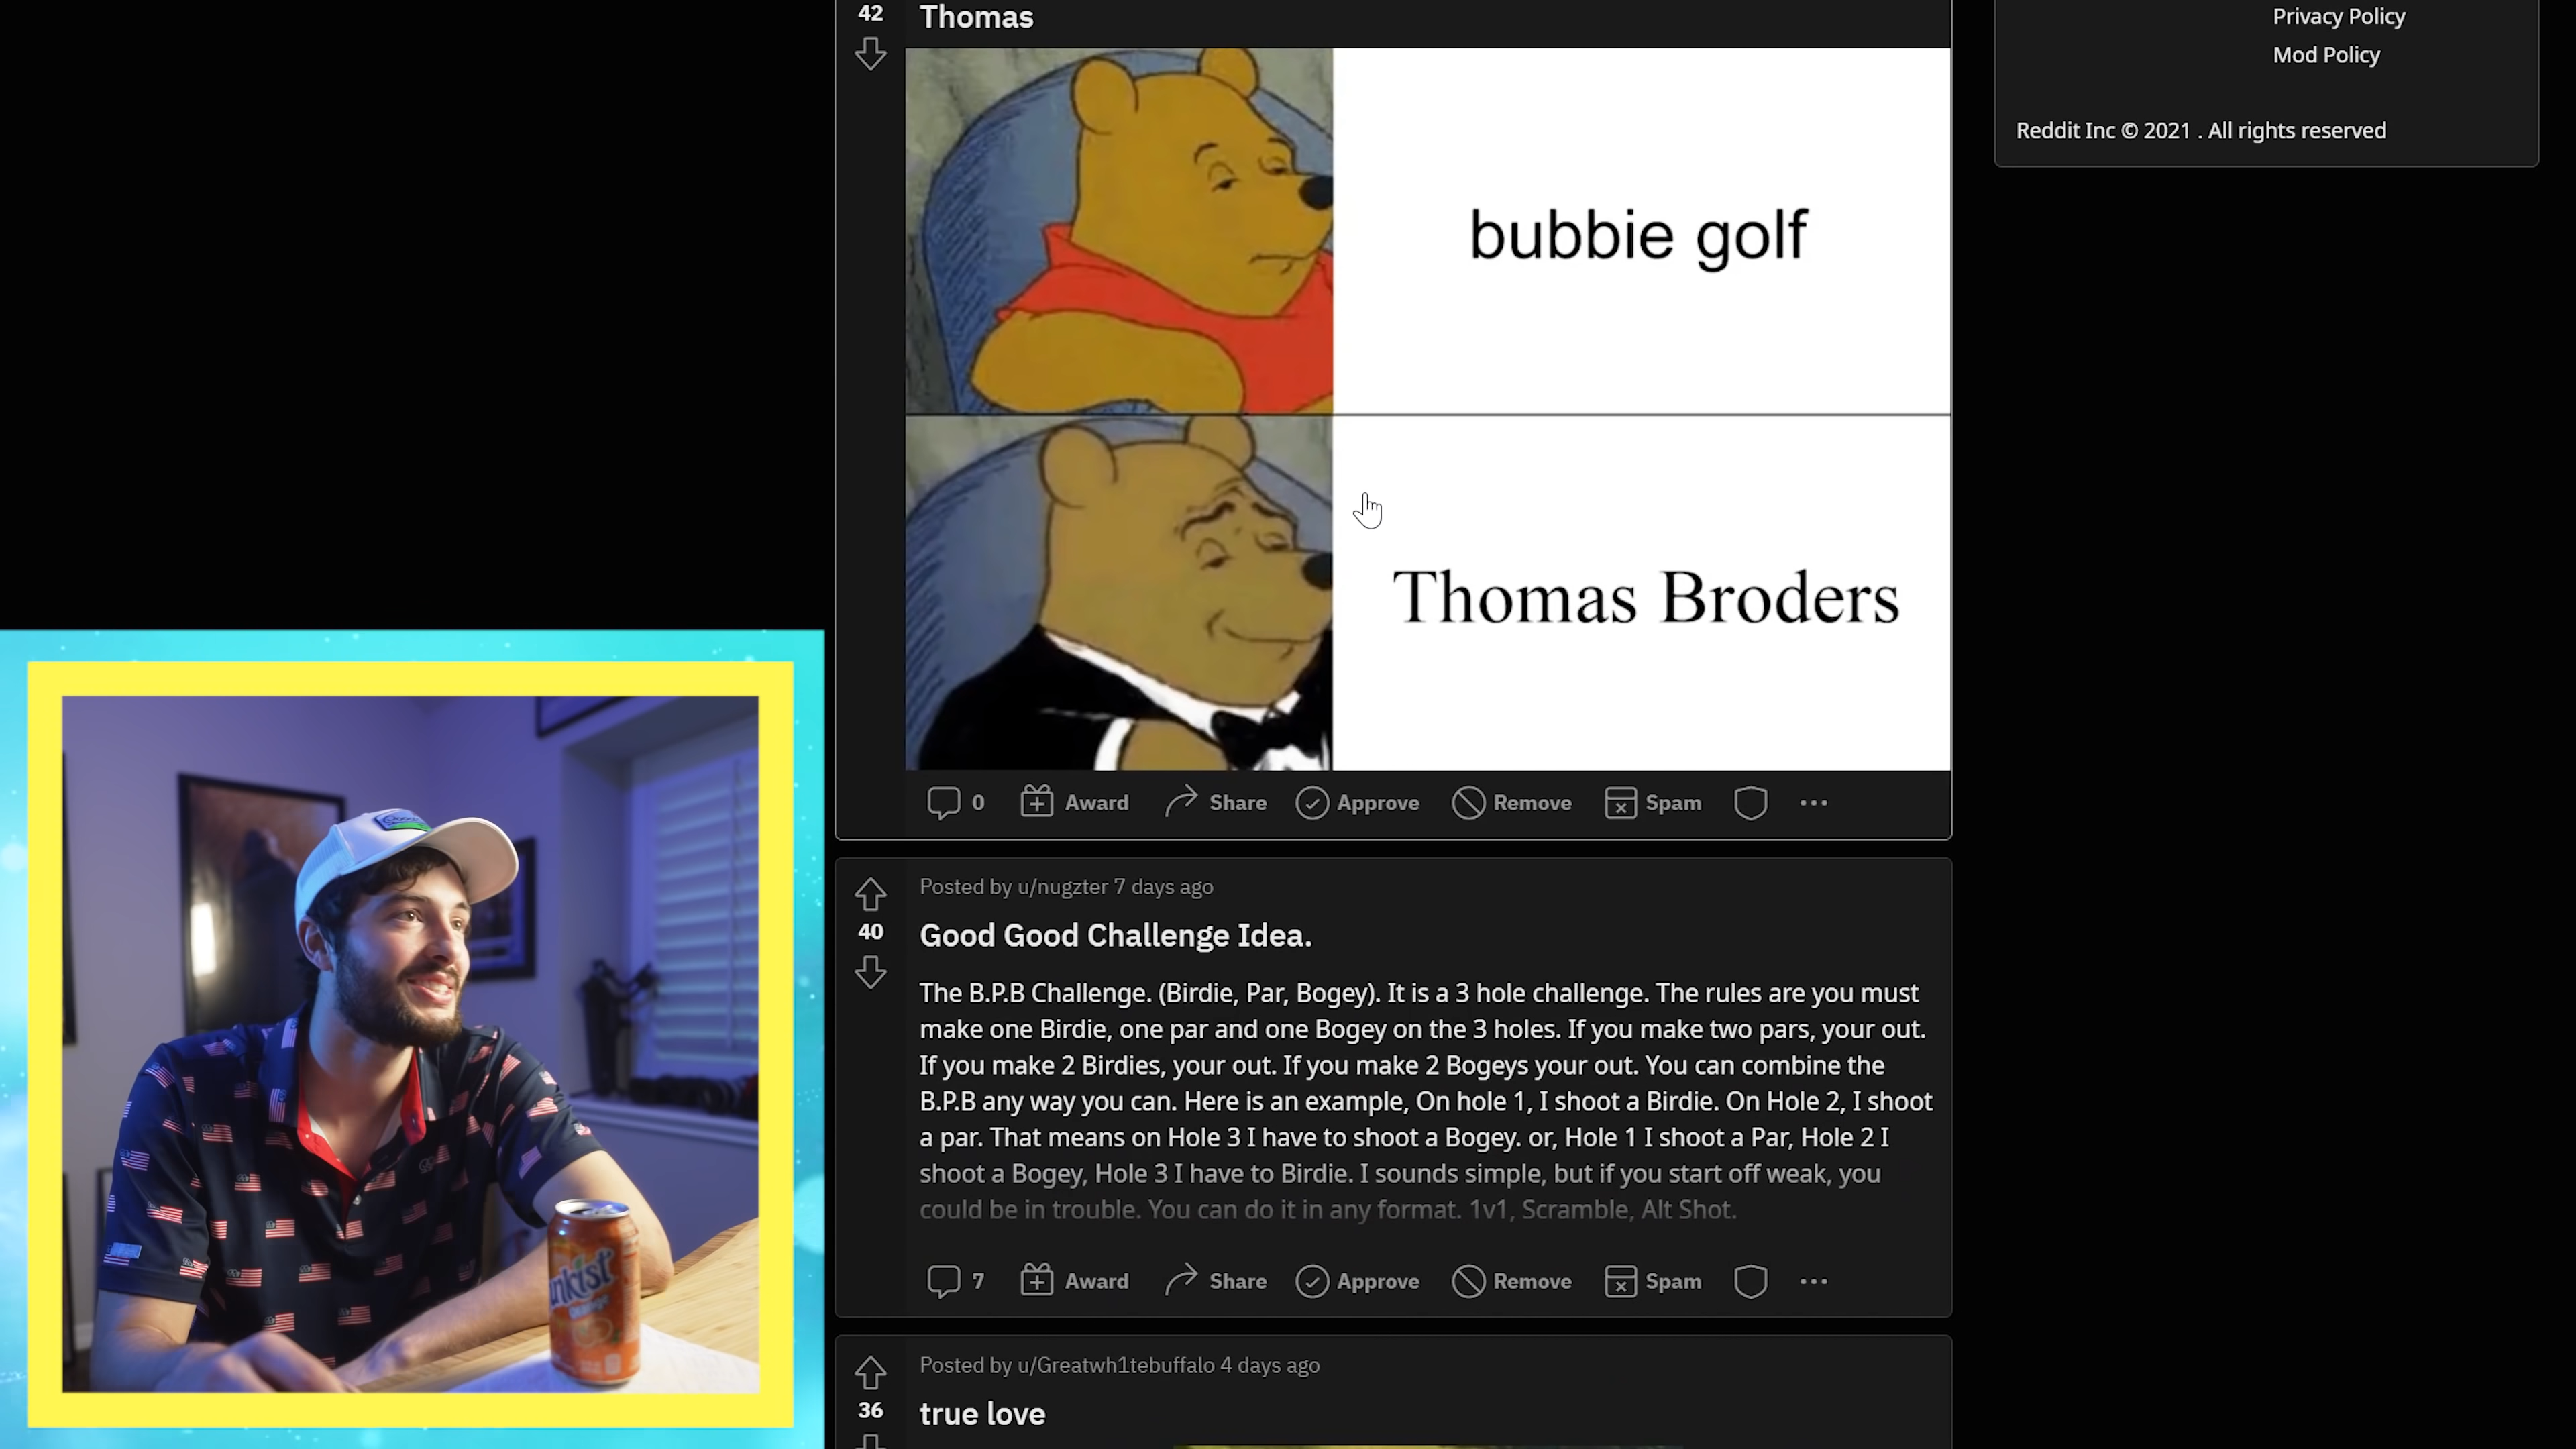 42
Thomas
Privacy Policy
Mod Policy
Reddit Inc © 2021 . All rights reserved
bubbie golf
Thomas Broders
0 Award Share Approve Remove Spam
Posted by u/nugzter 7 days ago
40
Good Good Challenge Idea.
The B.P.B Challenge. (Birdie, Par, Bogey). It is a 3 hole challenge. The rules are you must
make one Birdie, one par and one Bogey on the 3 holes. If you make two pars, your out.
If you make 2 Birdies, your out. If you make 2 Bogeys your out. You can combine the
B.P.B any way you can. Here is an example, On hole 1, I shoot a Birdie. On Hole 2, I shoot
a par. That means on Hole 3 I have to shoot a Bogey. or, Hole 1 I shoot a Par, Hole 2 I
shoot a Bogey, Hole 3 I have to Birdie. I sounds simple, but if you start off weak, you
could be in trouble. You can do it in any format. 1v1, Scramble, Alt Shot.
7 Award Share Approve Remove Spam
Posted by u/Greatwh1tebuffalo 4 days ago
36
true love
unkist
Orange